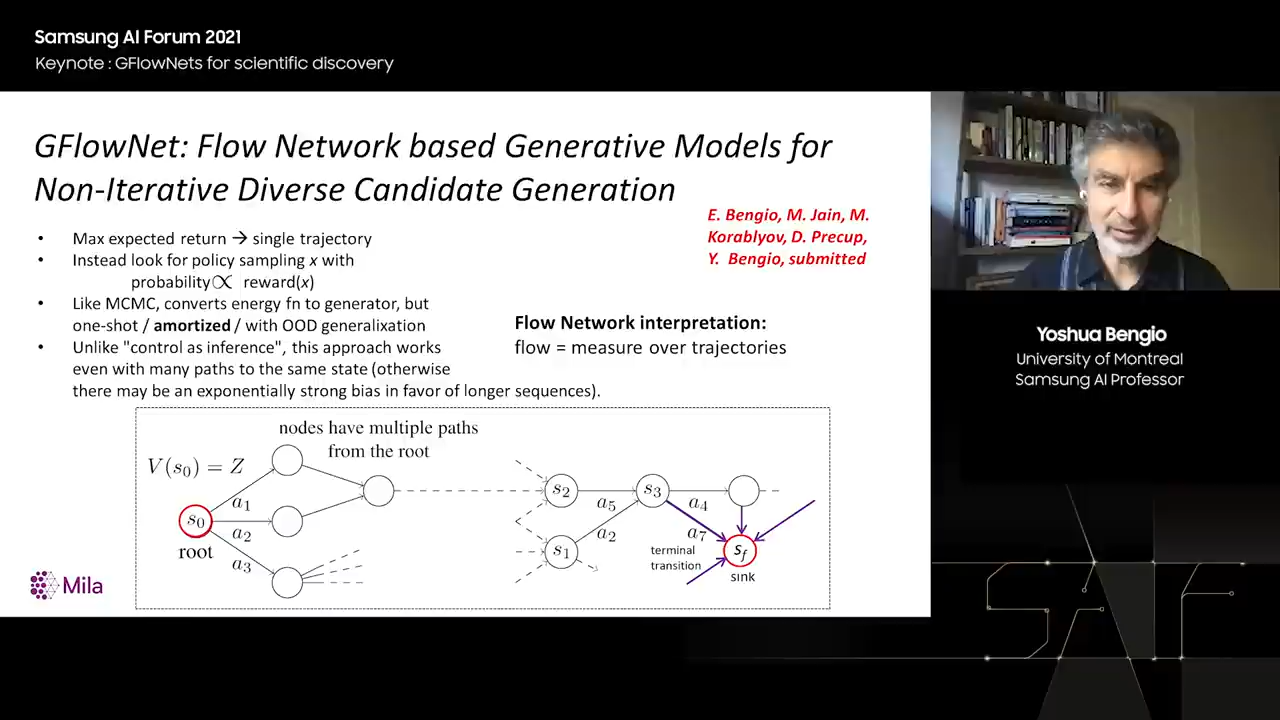 Samsung AI Forum 2021
Keynote : GFlowNets for scientific discovery
GFlowNet: Flow Network based Generative Models for
Non-Iterative Diverse Candidate Generation
E. Bengio, M. Jain, M.
Korablyov, D. Precup,
Y. Bengio, submitted
• Max expected return → single trajectory
• Instead look for policy sampling x with
probability ∝ reward(x)
• Like MCMC, converts energy fn to generator, but
one-shot / amortized / with OOD generalixation
• Unlike "control as inference", this approach works
even with many paths to the same state (otherwise
there may be an exponentially strong bias in favor of longer sequences).
Flow Network interpretation:
flow = measure over trajectories
nodes have multiple paths
from the root
V(s₀) = Z
s₀
root
a₁
a₂
a₃
s₂
a₅
s₃
a₄
s₁
a₂
a₇
terminal
transition
s_f
sink
Mila
Yoshua Bengio
University of Montreal
Samsung AI Professor